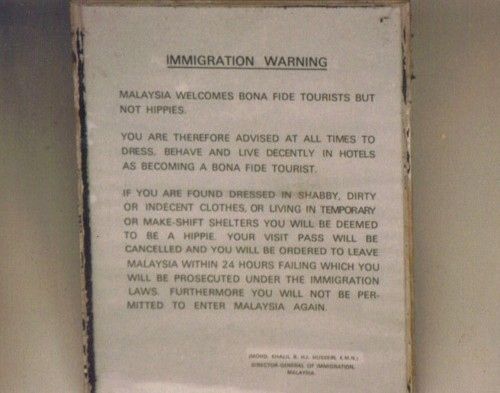 IMMIGRATION WARNING
MALAYSIA WELCOMES BONA FIDE TOURISTS BUT
NOT HIPPIES.
YOU ARE THEREFORE ADVISED AT ALL TIMES TO
DRESS, BEHAVE AND LIVE DECENTLY IN HOTELS
AS BECOMING A BONA FIDE TOURIST.
IF YOU ARE FOUND DRESSED IN SHABBY, DIRTY
OR INDECENT CLOTHES, OR LIVING IN TEMPORARY
OR MAKE-SHIFT SHELTERS YOU WILL BE DEEMED
TO BE A HIPPIE. YOUR VISIT PASS WILL BE
CANCELLED AND YOU WILL BE ORDERED TO LEAVE
MALAYSIA WITHIN 24 HOURS FAILING WHICH YOU
WILL BE PROSECUTED UNDER THE IMMIGRATION
LAWS. FURTHERMORE YOU WILL NOT BE PER-
MITTED TO ENTER MALAYSIA AGAIN.
(MOHD. KHALIL B. HJ. HUSSEIN, K.M.N.)
DIRECTOR-GENERAL OF IMMIGRATION,
MALAYSIA.